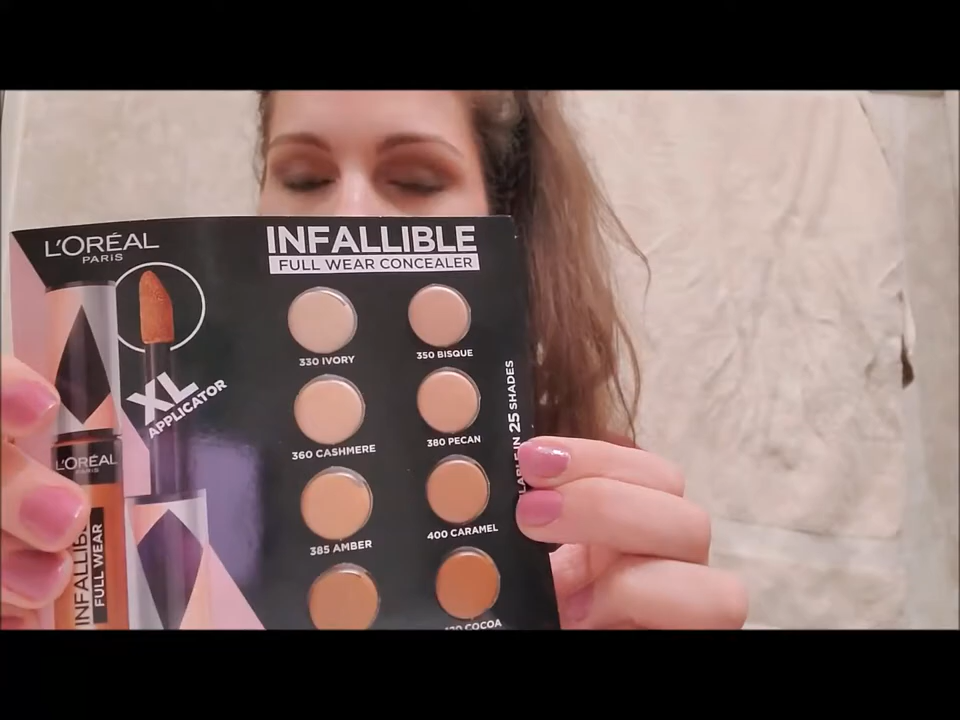 L'ORÉAL
PARIS
INFALLIBLE
FULL WEAR CONCEALER
330 IVORY
350 BISQUE
XL
APPLICATOR
360 CASHMERE
380 PECAN
IN 25 SHADES
L'ORÉAL
PARIS
385 AMBER
400 CARAMEL
FULL WEAR
COCOA